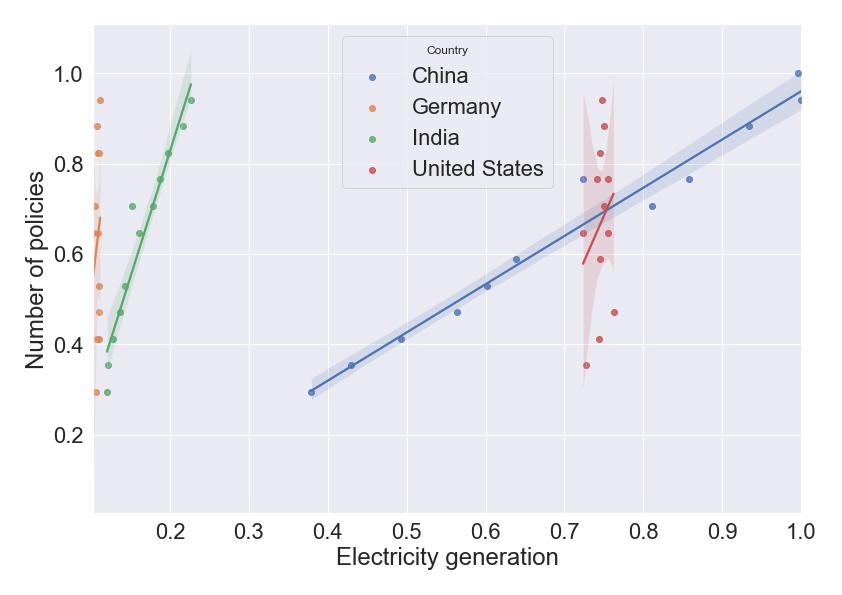 Country
China
Germany
India
United States
1.0
0.8
0.6
0.4
0.2
Number of policies
0.2 0.3 0.4 0.5 0.6 0.7 0.8 0.9 1.0
Electricity generation